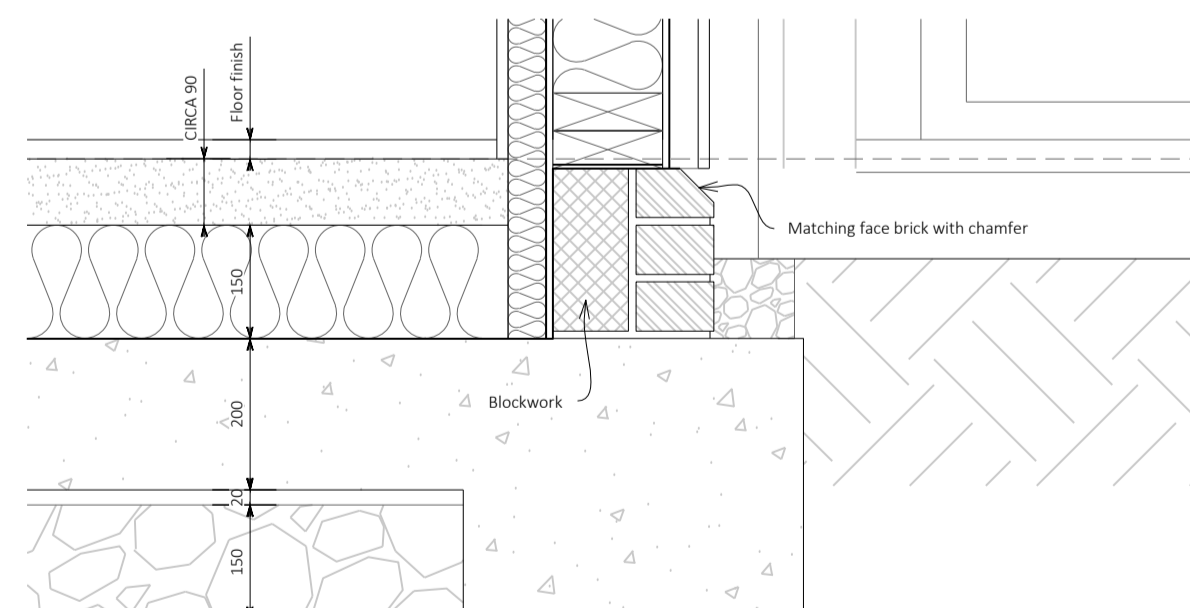 Floor finish
CIRCA 90
Matching face brick with chamfer
150
Blockwork
200
20
150